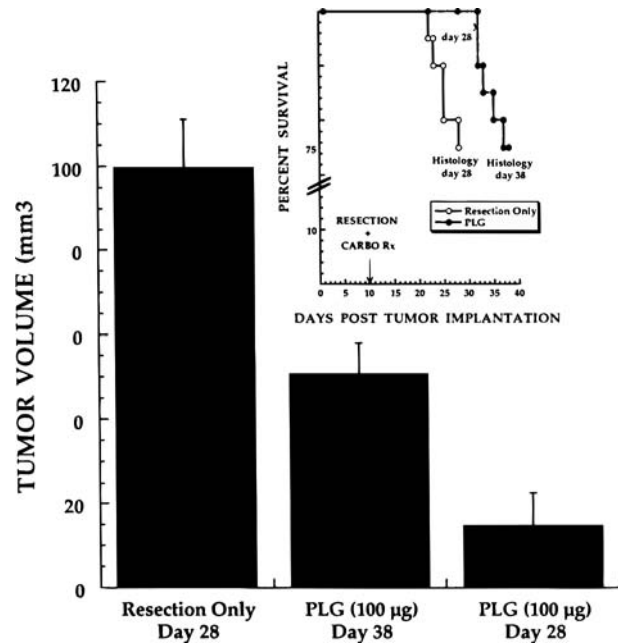 TUMOR VOLUME (mm3
120
100
0
0
0
20
0
PERCENT SURVIVAL
75
10
day 28
Histology
day 28
Histology
day 38
Resection Only
PLG
RESECTION
+
CARBO Rx
0
5
10
15
20
25
30
35
40
DAYS POST TUMOR IMPLANTATION
Resection Only
Day 28
PLG (100 µg)
Day 38
PLG (100 µg)
Day 28